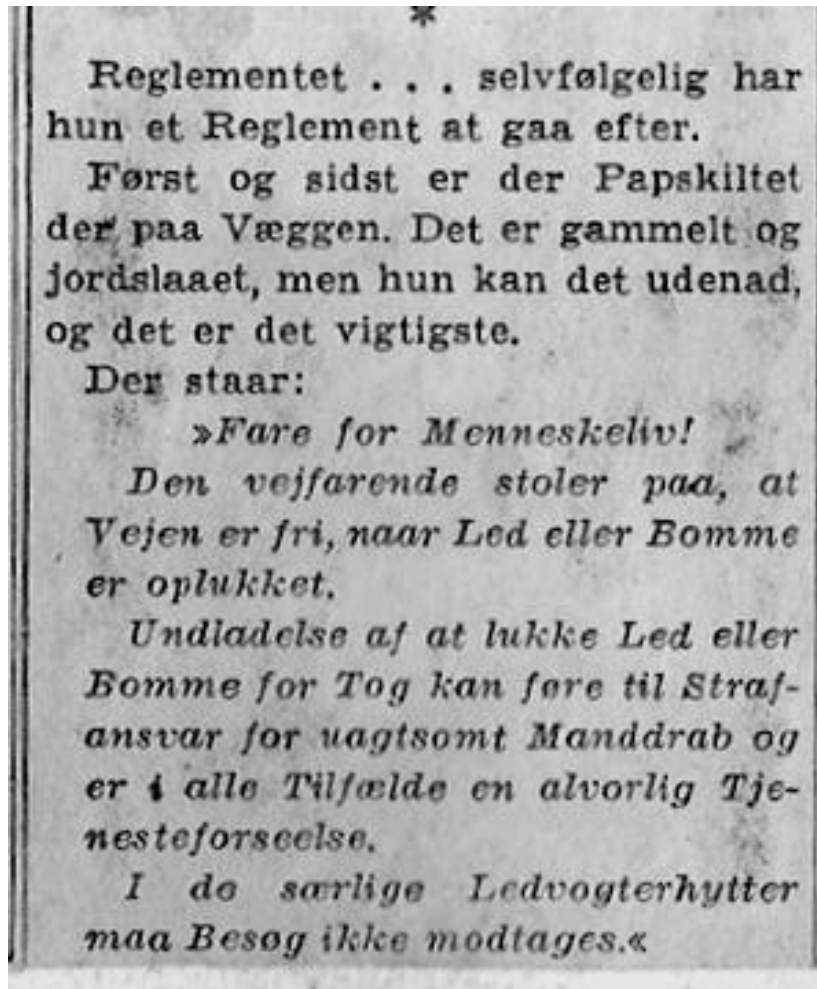 *
Reglementet . . . selvfølgelig har
hun et Reglement at gaa efter.
Først og sidst er der Papskiltet
der paa Væggen. Det er gammelt og
jordslaaet, men hun kan det udenad,
og det er det vigtigste.
Der staar:
»Fare for Menneskeliv!
Den vejfarende stoler paa, at
Vejen er fri, naar Led eller Bomme
er oplukket.
Undladelse af at lukke Led eller
Bomme for Tog kan føre til Straf-
ansvar for uagtsomt Manddrab og
er i alle Tilfælde en alvorlig Tje-
nesteforseelse.
I de særlige Ledvogterhytter
maa Besøg ikke modtages.«